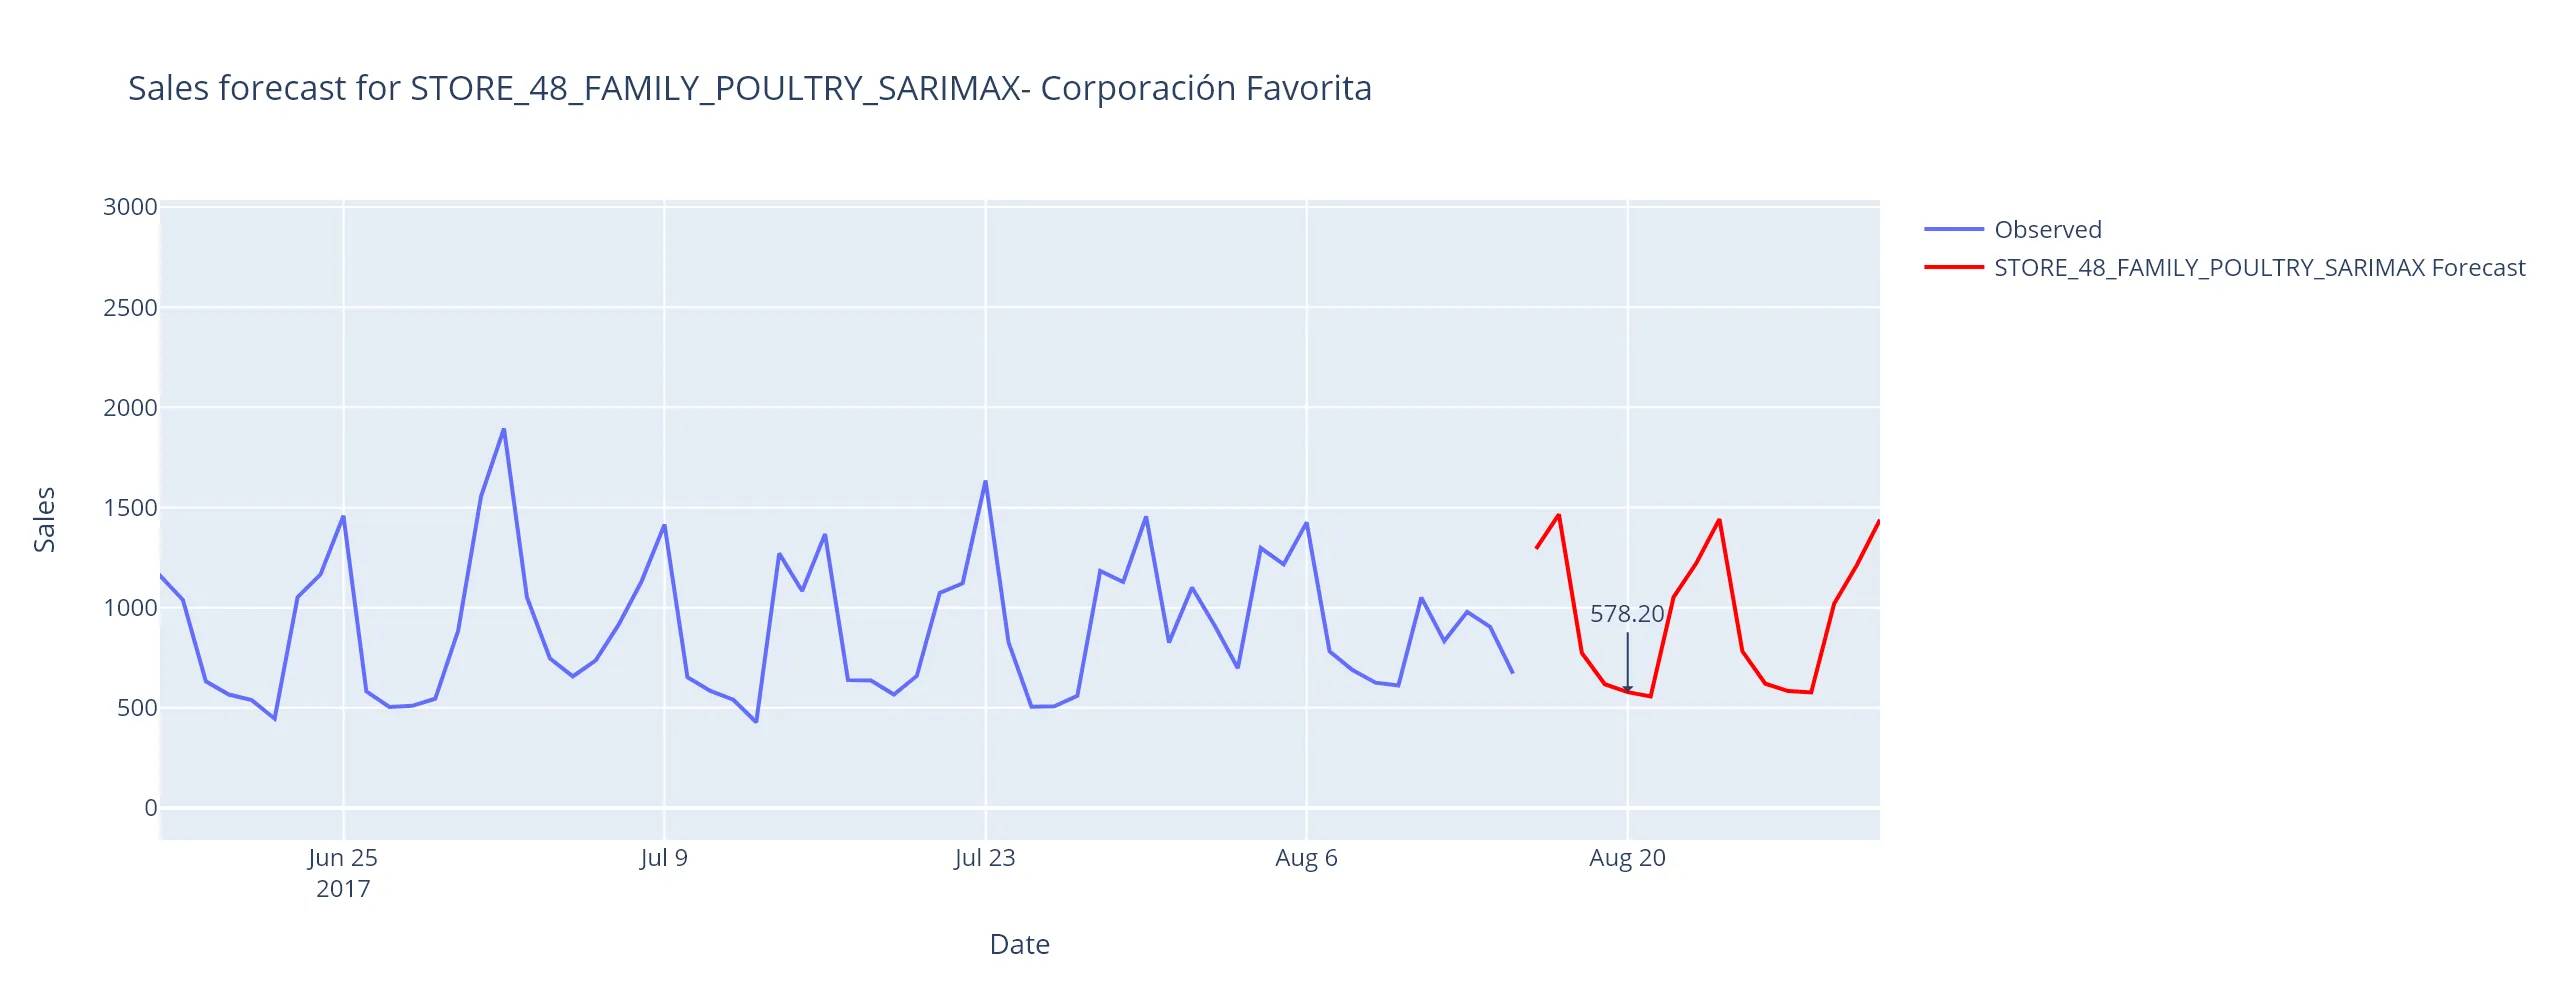 Sales forecast for STORE_48_FAMILY_POULTRY_SARIMAX- Corporación Favorita
Observed
STORE_48_FAMILY_POULTRY_SARIMAX Forecast
Sales
3000
2500
2000
1500
1000
500
0
578.20
Jun 25
2017
Jul 9
Jul 23
Aug 6
Aug 20
Date